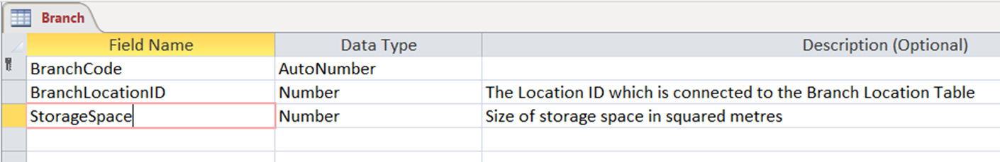 Branch
Field Name Data Type Description (Optional)
BranchCode AutoNumber
BranchLocationID Number The Location ID which is connected to the Branch Location Table
StorageSpace Number Size of storage space in squared metres